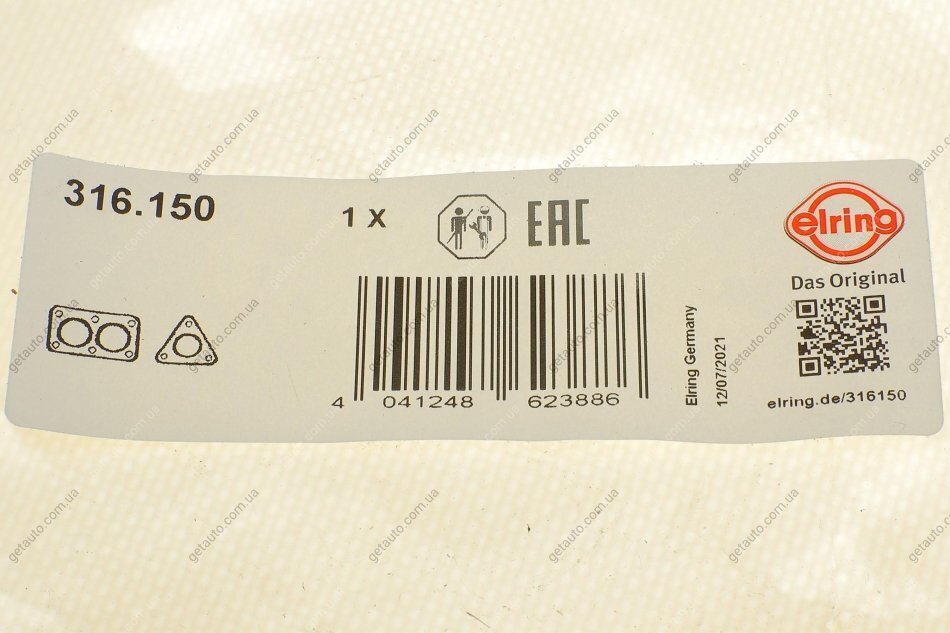 316.150
1 X
EAC
elring
Das Original
4 041248 623886
Elring Germany
12/07/2021
elring.de/316150
getauto.com.ua